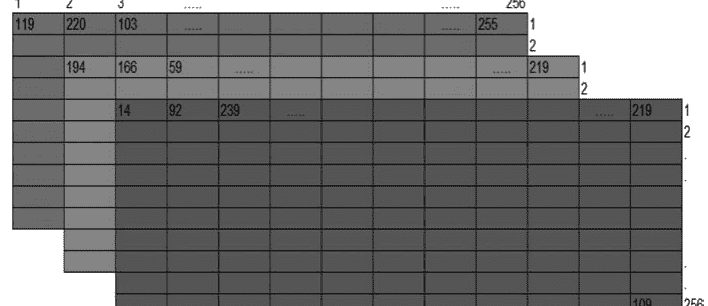 1 2 3 ..... ..... 256
119 220 103 ..... ..... 255 1
2
194 166 59 ..... ..... 219 1
2
14 92 239 ..... ..... 219 1
2
.
.
.
.
109 256